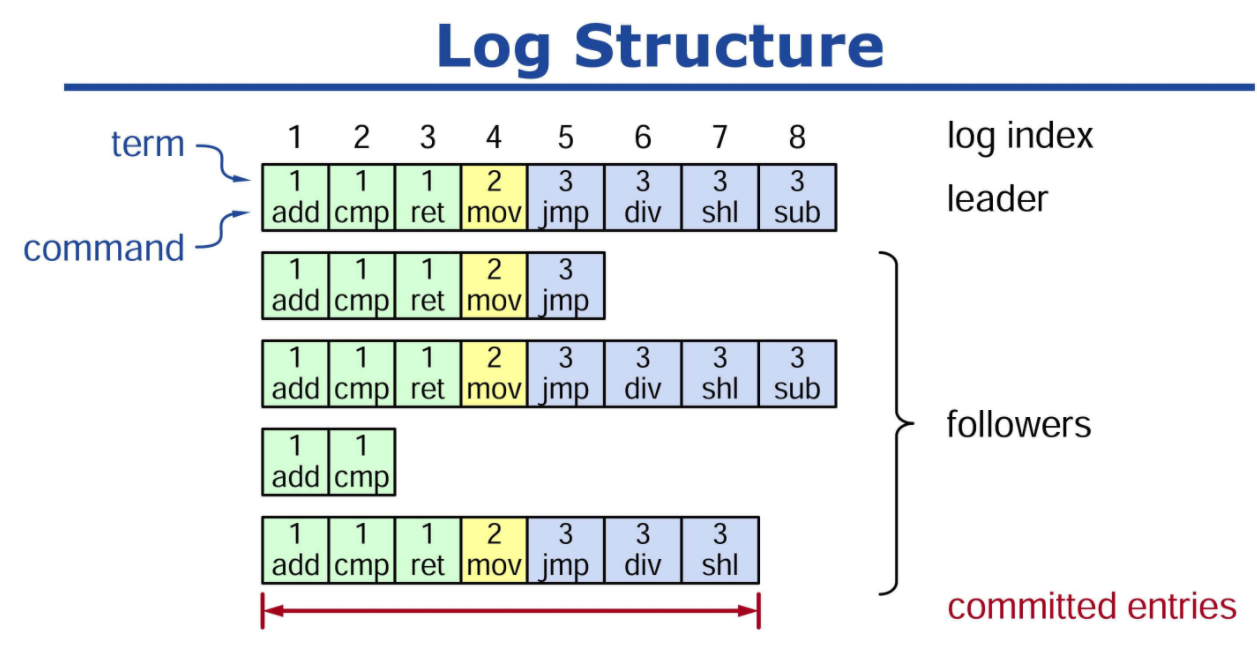 Log Structure
1 2 3 4 5 6 7 8 log index
term
1 1 1 2 3 3 3 3
add cmp ret mov jmp div shl sub
leader
command
1 1 1 2 3
add cmp ret mov jmp
1 1 1 2 3 3 3 3
add cmp ret mov jmp div shl sub
followers
1 1
add cmp
1 1 1 2 3 3 3
add cmp ret mov jmp div shl
committed entries